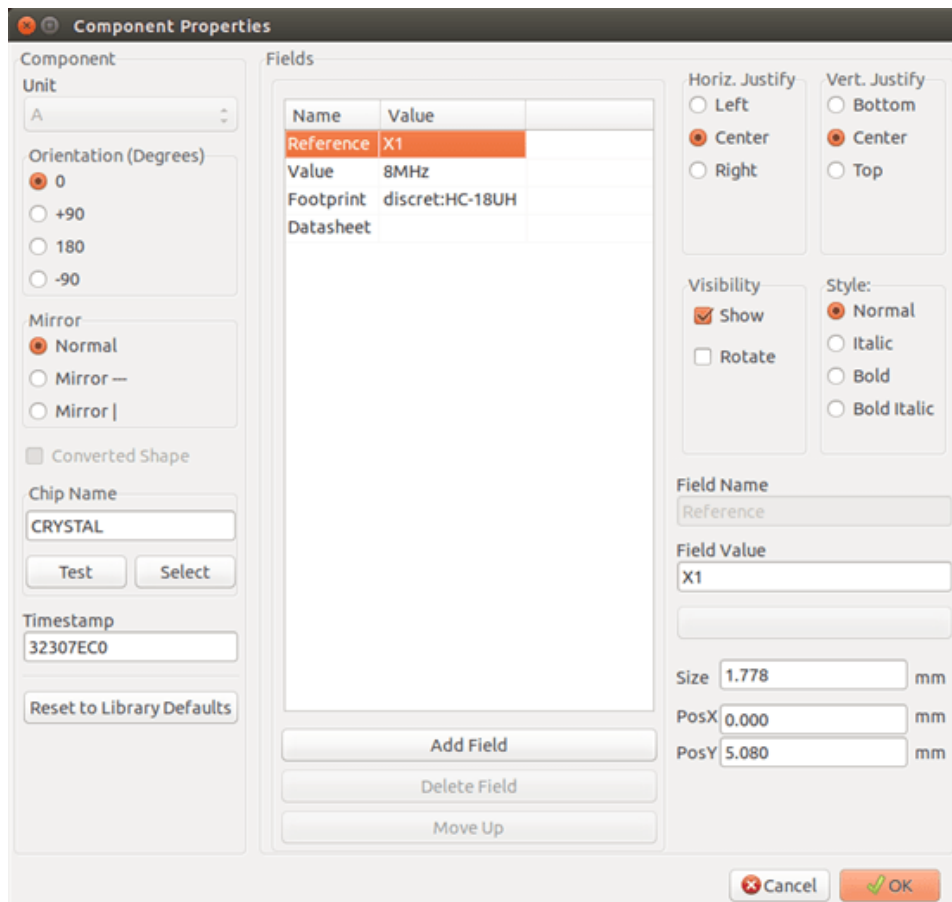 Component Properties
Component
Unit
A
Orientation (Degrees)
0
+90
180
-90
Mirror
Normal
Mirror ---
Mirror |
Converted Shape
Chip Name
CRYSTAL
Test Select
Timestamp
32307EC0
Reset to Library Defaults
Fields
Name Value
Reference X1
Value 8MHz
Footprint discret:HC-18UH
Datasheet
Add Field
Delete Field
Move Up
Horiz. Justify
Left
Center
Right
Vert. Justify
Bottom
Center
Top
Visibility
Show
Rotate
Style:
Normal
Italic
Bold
Bold Italic
Field Name
Reference
Field Value
X1
Size 1.778 mm
PosX 0.000 mm
PosY 5.080 mm
Cancel OK